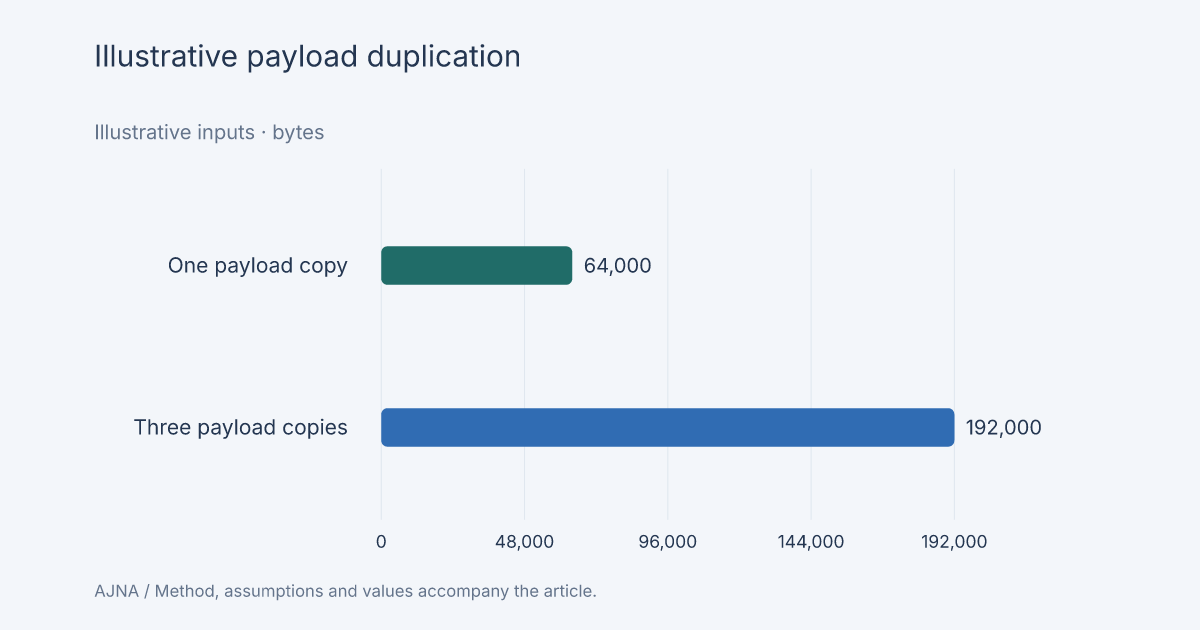 Illustrative payload duplication
Illustrative inputs · bytes
One payload copy 64,000
Three payload copies 192,000
0 48,000 96,000 144,000 192,000
AJNA / Method, assumptions and values accompany the article.